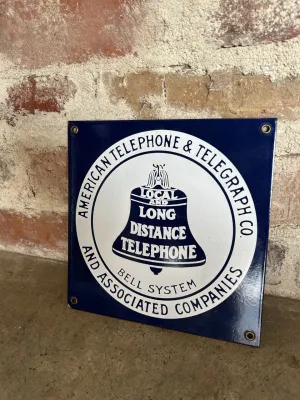 AMERICAN TELEPHONE & TELEGRAPH CO.
LOCAL
AND
LONG
DISTANCE
TELEPHONE
BELL SYSTEM
AND ASSOCIATED COMPANIES